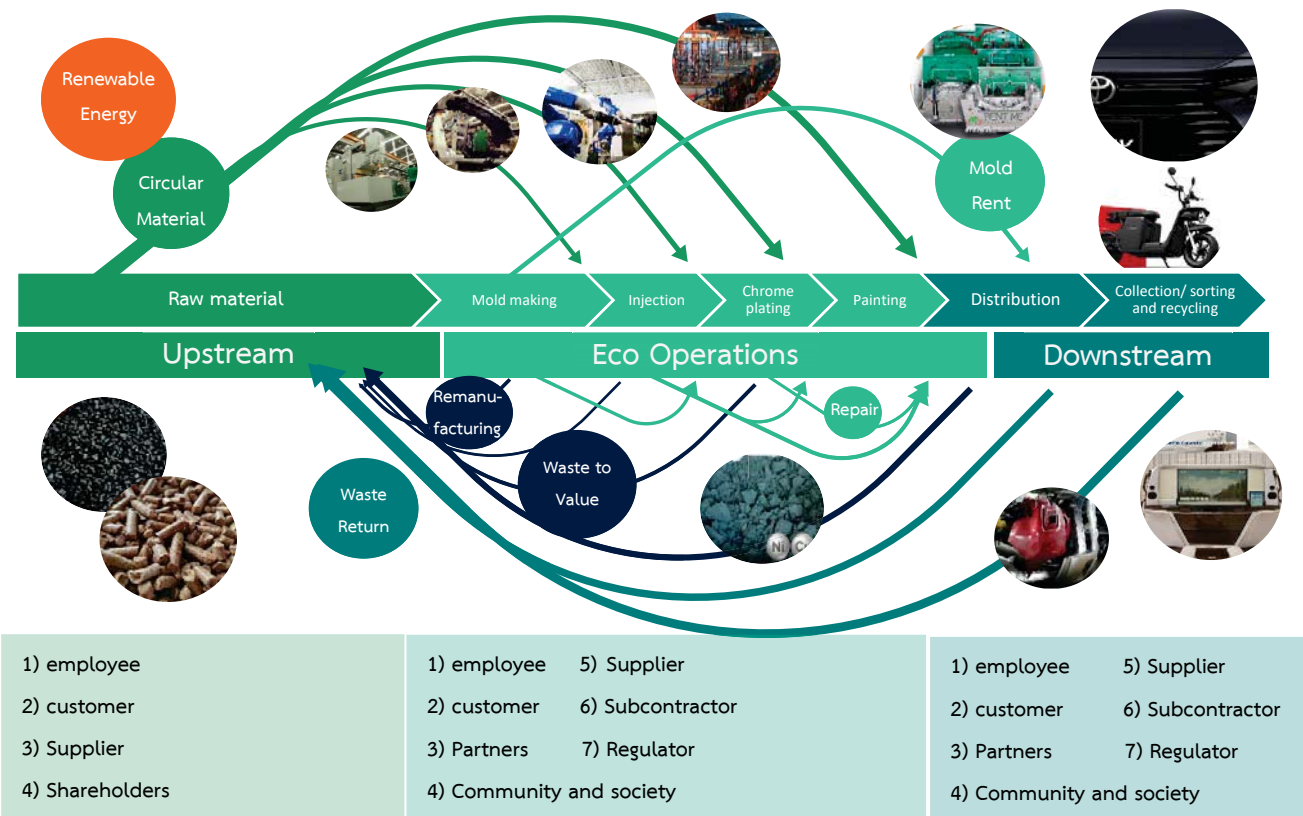 Renewable
Energy
Circular
Material
Mold
Rent
RENT MC
Raw material
Mold making
Injection
Chrome
plating
Painting
Distribution
Collection/ sorting
and recycling
Upstream
Eco Operations
Downstream
Remanu-
facturing
Repair
Waste to
Value
Waste
Return
Ni
1) employee
2) customer
3) Supplier
4) Shareholders
1) employee
2) customer
3) Partners
4) Community and society
5) Supplier
6) Subcontractor
7) Regulator
1) employee
2) customer
3) Partners
4) Community and society
5) Supplier
6) Subcontractor
7) Regulator